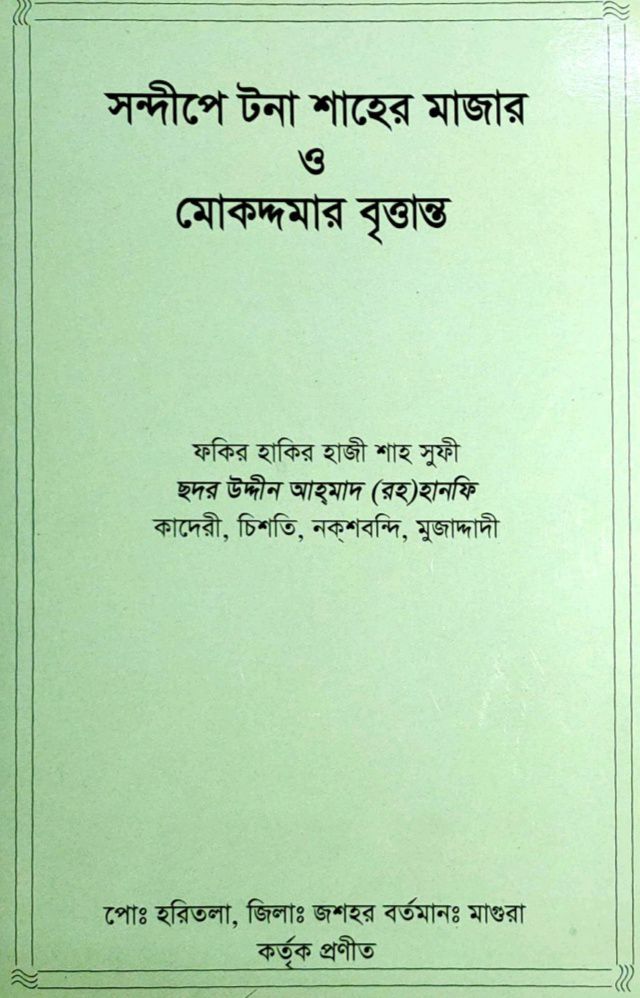 সন্দীপে টনা শাহের মাজার
ও
মোকদ্দমার বৃত্তান্ত
ফকির হাকির হাজী শাহ সুফী
ছদর উদ্দীন আহ্‌মাদ (রহ)হানফি
কাদেরী, চিশতি, নক্‌শবন্দি, মুজাদ্দাদী
পোঃ হরিতলা, জিলাঃ জশহর বর্তমানঃ মাগুরা
কর্তৃক প্রণীত